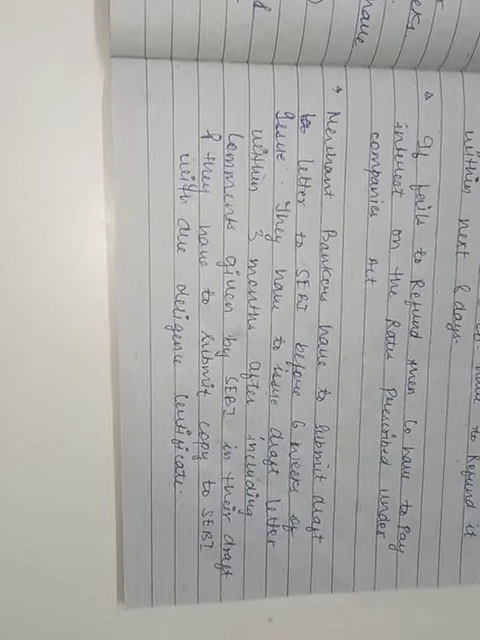 have to Refund it
within next 8 days.
If fails to Refund then Co have to Pay
interest on the Rates Prescribed under
companies Act
→ Merchant Bankers have to submit draft
letter to SEBI before 6 weeks of
issue. They have to issue draft letter
within 3 months after including
Comments given by SEBI in their draft
& they have to submit copy to SEBI
with due deligence certificate.
have